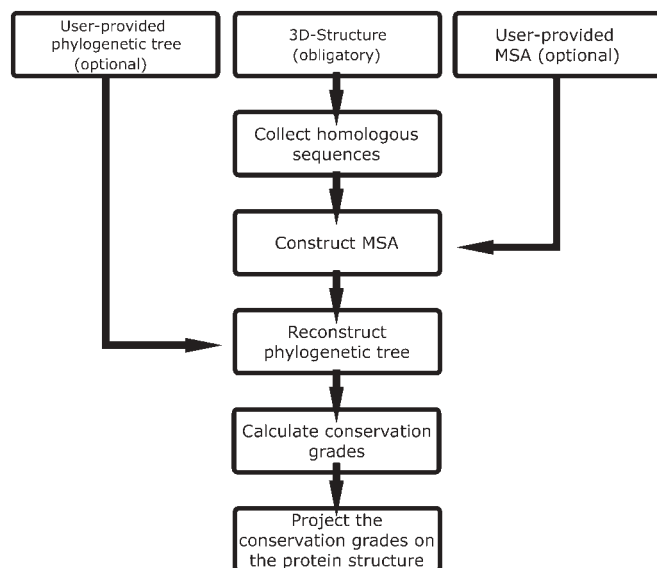 User-provided
phylogenetic tree
(optional)
3D-Structure
(obligatory)
User-provided
MSA (optional)
Collect homologous
sequences
Construct MSA
Reconstruct
phylogenetic tree
Calculate conservation
grades
Project the
conservation grades on
the protein structure